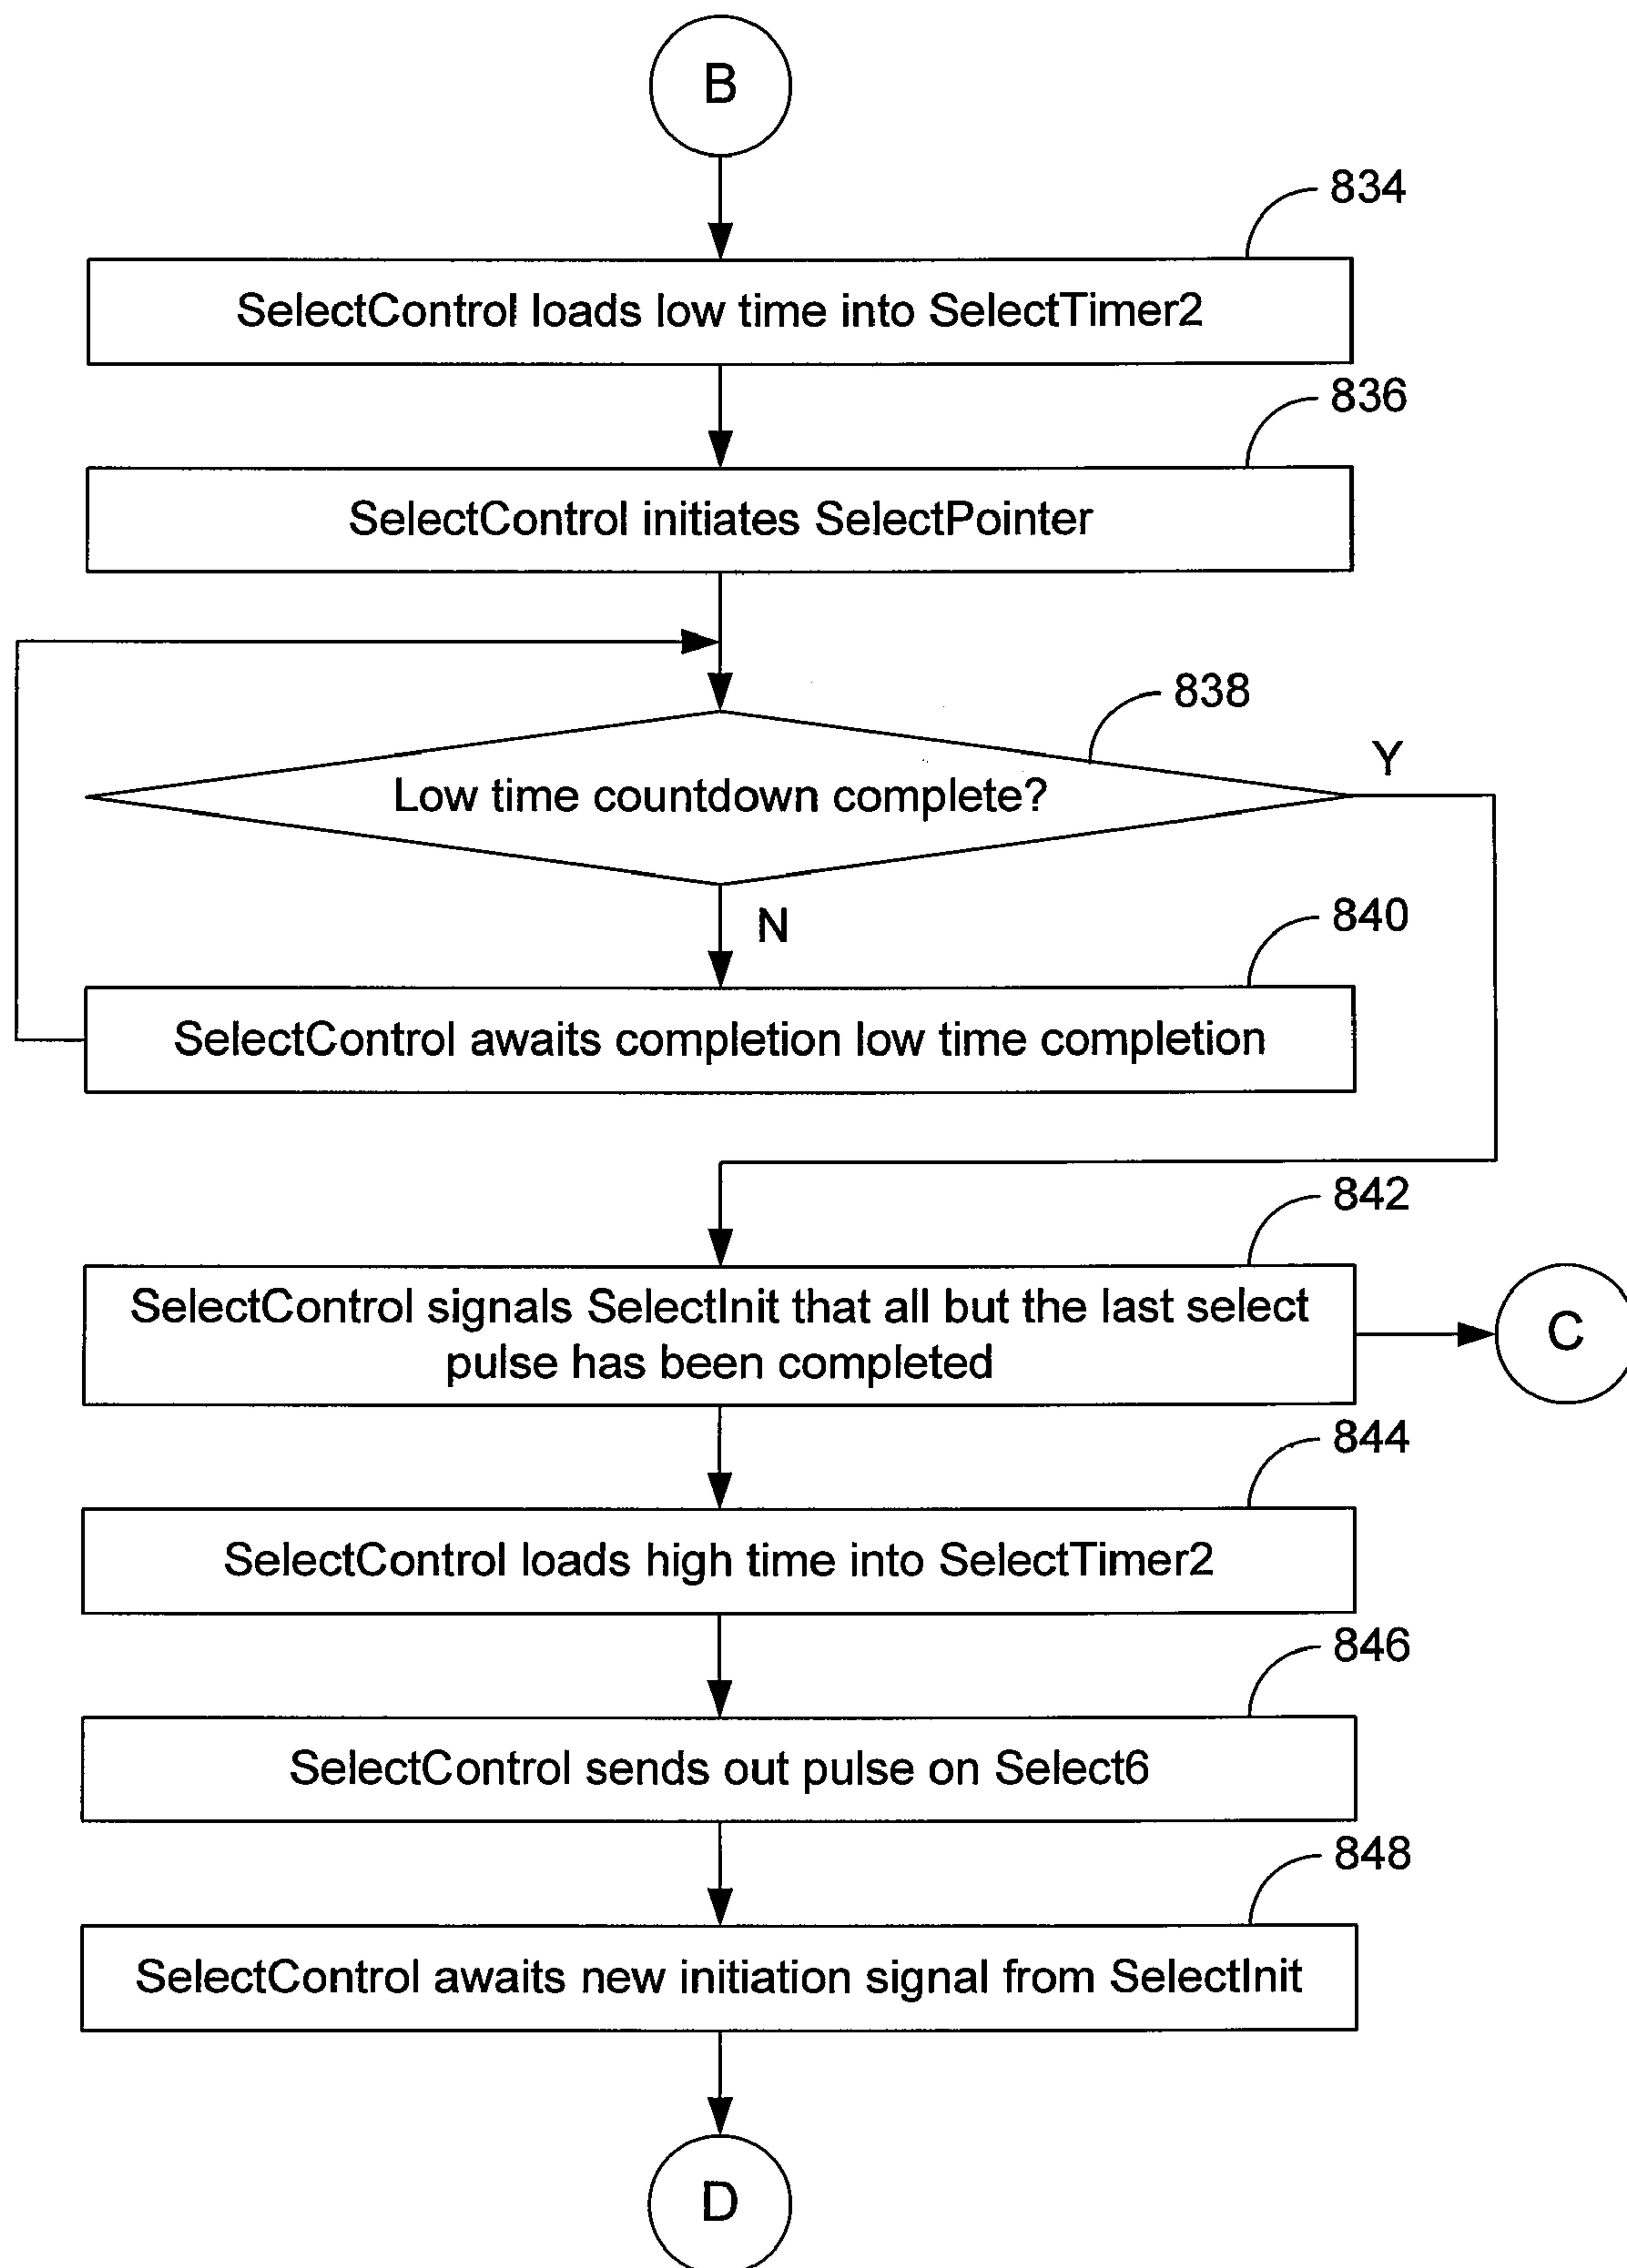 B
834
SelectControl loads low time into SelectTimer2
836
SelectControl initiates SelectPointer
838
Y
Low time countdown complete?
N
840
SelectControl awaits completion low time completion
842
SelectControl signals SelectInit that all but the last select
pulse has been completed
C
844
SelectControl loads high time into SelectTimer2
846
SelectControl sends out pulse on Select6
848
SelectControl awaits new initiation signal from SelectInit
D